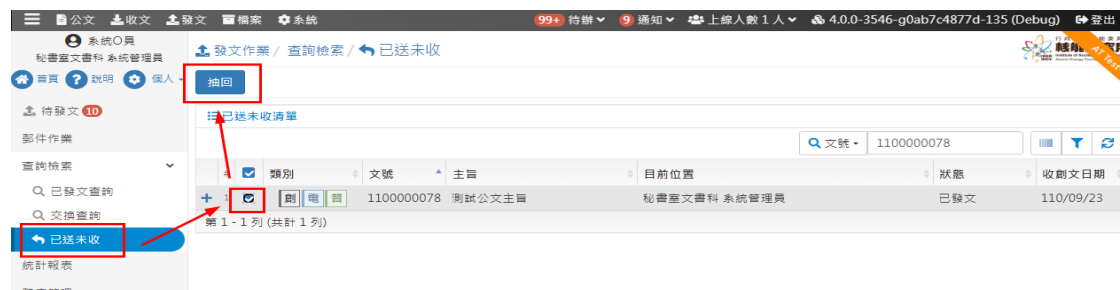 公文 收文 發文 檔案 系統 99+ 待辦 9 通知 上線人數 1 人 4.0.0-3546-g0ab7c4877d-135 (Debug) 登出
系統O員
秘書室文書科 系統管理員
首頁 說明 個人
發文作業 / 查詢檢索 / 已送未收
AT Test
抽回
待發文 10
已送未收清單
郵件作業
文號 1100000078
查詢檢索
類別 文號 主旨 目前位置 狀態 收創文日期
已發文查詢
1 創 電 普 1100000078 測試公文主旨 秘書室文書科 系統管理員 已發文 110/09/23
交換查詢
第 1 - 1 列 (共計 1 列)
已送未收
統計報表